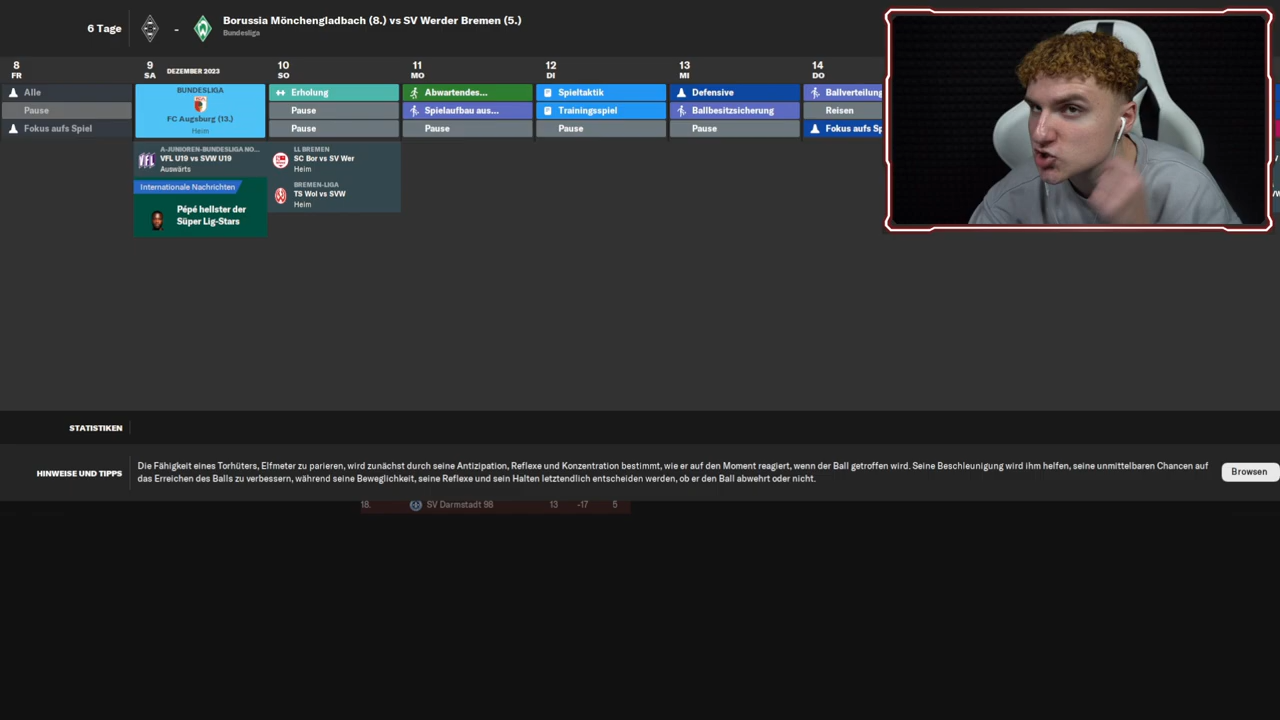 6 Tage
-
Borussia Mönchengladbach (8.) vs SV Werder Bremen (5.)
Bundesliga
8
FR
9
SA
DEZEMBER 2023
10
SO
11
MO
12
DI
13
MI
14
DO
Alle
Pause
Fokus aufs Spiel
BUNDESLIGA
FC Augsburg (13.)
Heim
Erholung
Pause
Pause
Abwartendes...
Spielaufbau aus...
Pause
Spieltaktik
Trainingsspiel
Pause
Defensive
Ballbesitzsicherung
Pause
Ballverteilung
Reisen
Fokus aufs Sp
A-JUNIOREN-BUNDESLIGA NO...
VFL U19 vs SVW U19
Auswärts
Internationale Nachrichten
Pépé hellster der
Süper Lig-Stars
LL BREMEN
SC Bor vs SV Wer
Heim
BREMEN-LIGA
TS Wol vs SVW
Heim
STATISTIKEN
HINWEISE UND TIPPS
Die Fähigkeit eines Torhüters, Elfmeter zu parieren, wird zunächst durch seine Antizipation, Reflexe und Konzentration bestimmt, wie er auf den Moment reagiert, wenn der Ball getroffen wird. Seine Beschleunigung wird ihm helfen, seine unmittelbaren Chancen auf
das Erreichen des Balls zu verbessern, während seine Beweglichkeit, seine Reflexe und sein Halten letztendlich entscheiden werden, ob er den Ball abwehrt oder nicht.
Browsen
18. SV Darmstadt 98 13 -17 5